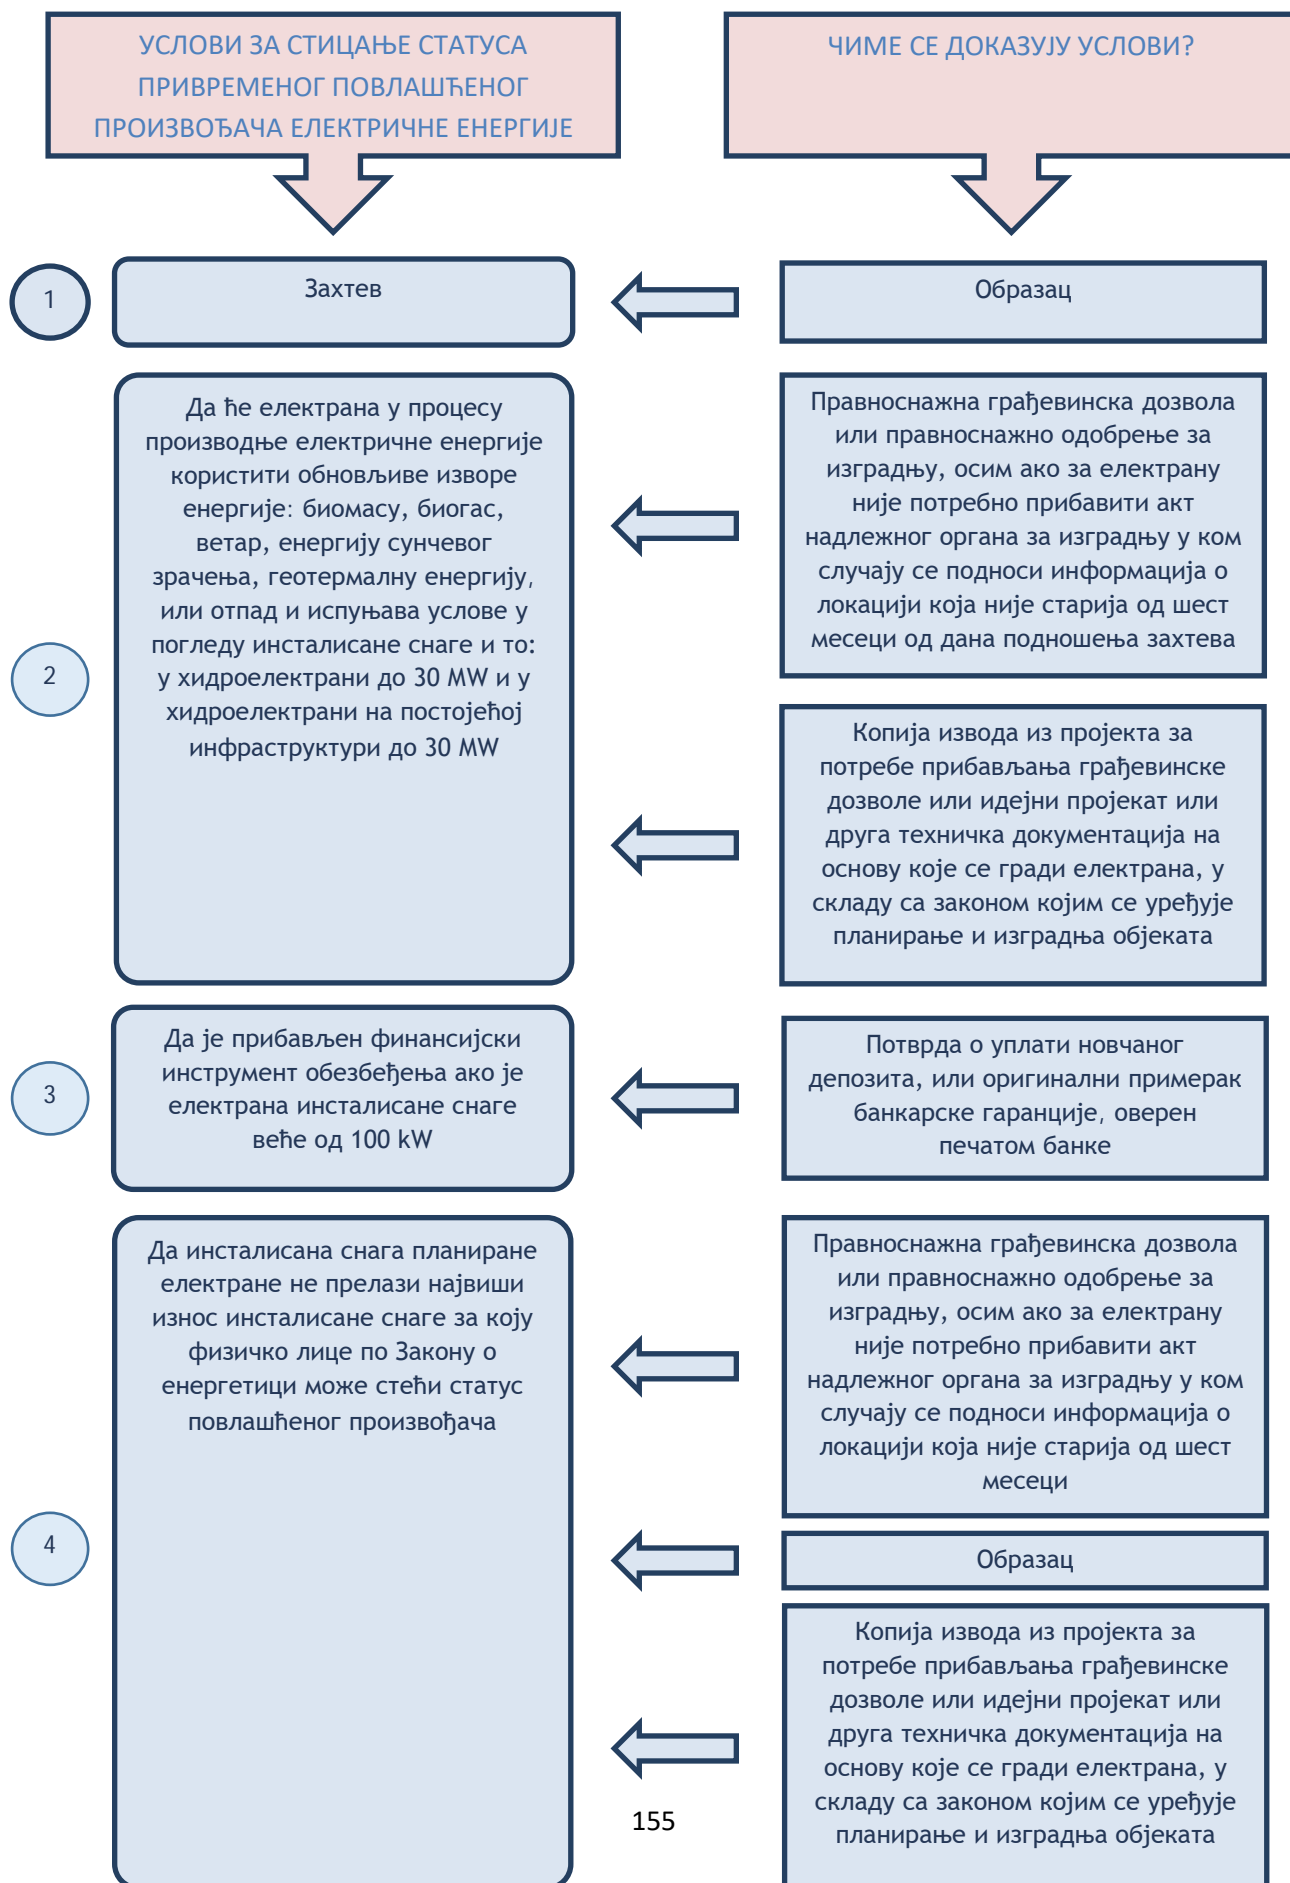 УСЛОВИ ЗА СТИЦАЊЕ СТАТУСА
ПРИВРЕМЕНОГ ПОВЛАШЋЕНОГ
ПРОИЗВОЂАЧА ЕЛЕКТРИЧНЕ ЕНЕРГИЈЕ
ЧИМЕ СЕ ДОКАЗУЈУ УСЛОВИ?
1
Захтев
Образац
2
Да ће електрана у процесу
производње електричне енергије
користити обновљиве изворе
енергије: биомасу, биогас,
ветар, енергију сунчевог
зрачења, геотермалну енергију,
или отпад и испуњава услове у
погледу инсталисане снаге и то:
у хидроелектрани до 30 MW и у
хидроелектрани на постојећој
инфраструктури до 30 MW
Правноснажна грађевинска дозвола
или правноснажно одобрење за
изградњу, осим ако за електрану
није потребно прибавити акт
надлежног органа за изградњу у ком
случају се подноси информација о
локацији која није старија од шест
месеци од дана подношења захтева
Копија извода из пројекта за
потребе прибављања грађевинске
дозволе или идејни пројекат или
друга техничка документација на
основу које се гради електрана, у
складу са законом којим се уређује
планирање и изградња објеката
3
Да је прибављен финансијски
инструмент обезбеђења ако је
електрана инсталисане снаге
веће од 100 kW
Потврда о уплати новчаног
депозита, или оригинални примерак
банкарске гаранције, оверен
печатом банке
4
Да инсталисана снага планиране
електране не прелази највиши
износ инсталисане снаге за коју
физичко лице по Закону о
енергетици може стећи статус
повлашћеног произвођача
Правноснажна грађевинска дозвола
или правноснажно одобрење за
изградњу, осим ако за електрану
није потребно прибавити акт
надлежног органа за изградњу у ком
случају се подноси информација о
локацији која није старија од шест
месеци
Образац
Копија извода из пројекта за
потребе прибављања грађевинске
дозволе или идејни пројекат или
друга техничка документација на
основу које се гради електрана, у
складу са законом којим се уређује
планирање и изградња објеката
155